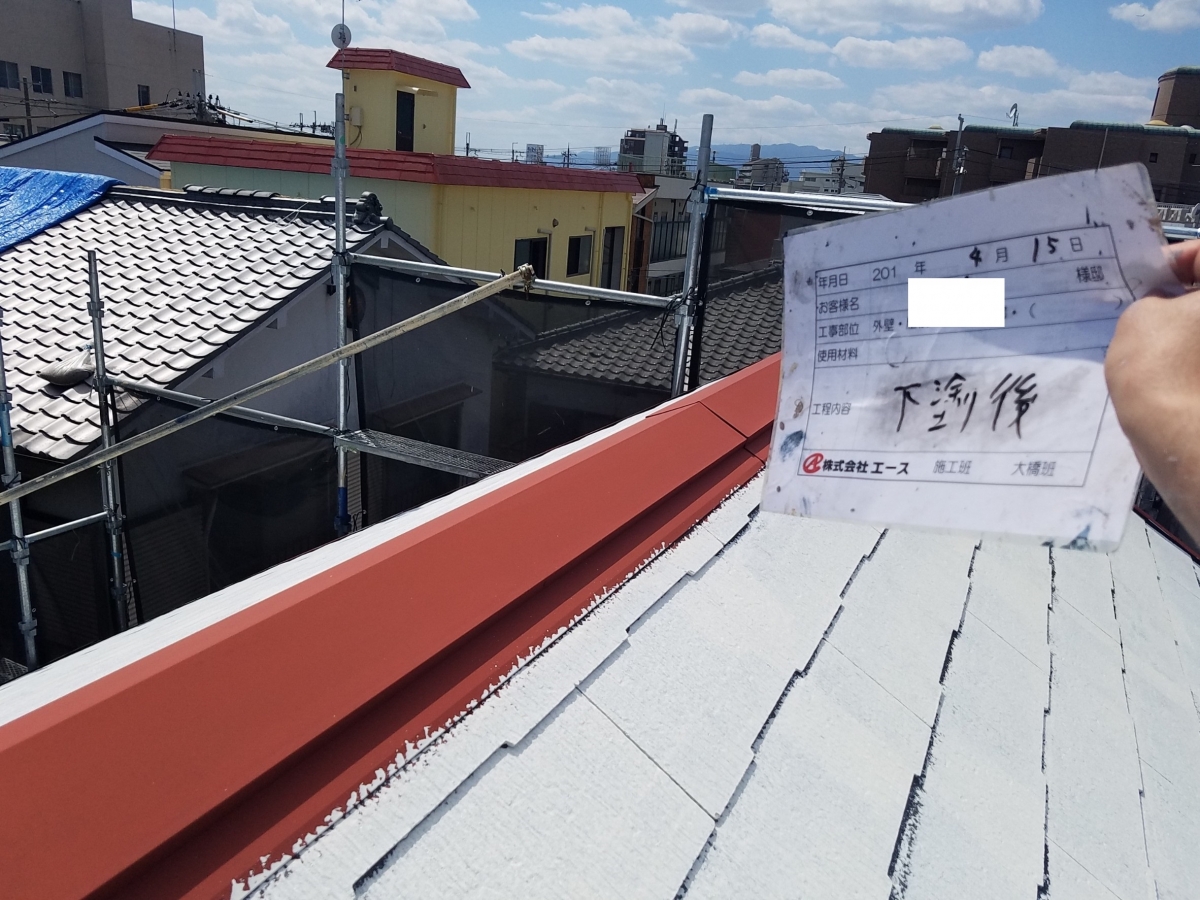 年月日 201 年 4 月 15 日
お客様名 様邸
工事部位 外壁・ ・(
使用材料 (
工程内容 下塗り後
株式会社エース 施工班 大橋班